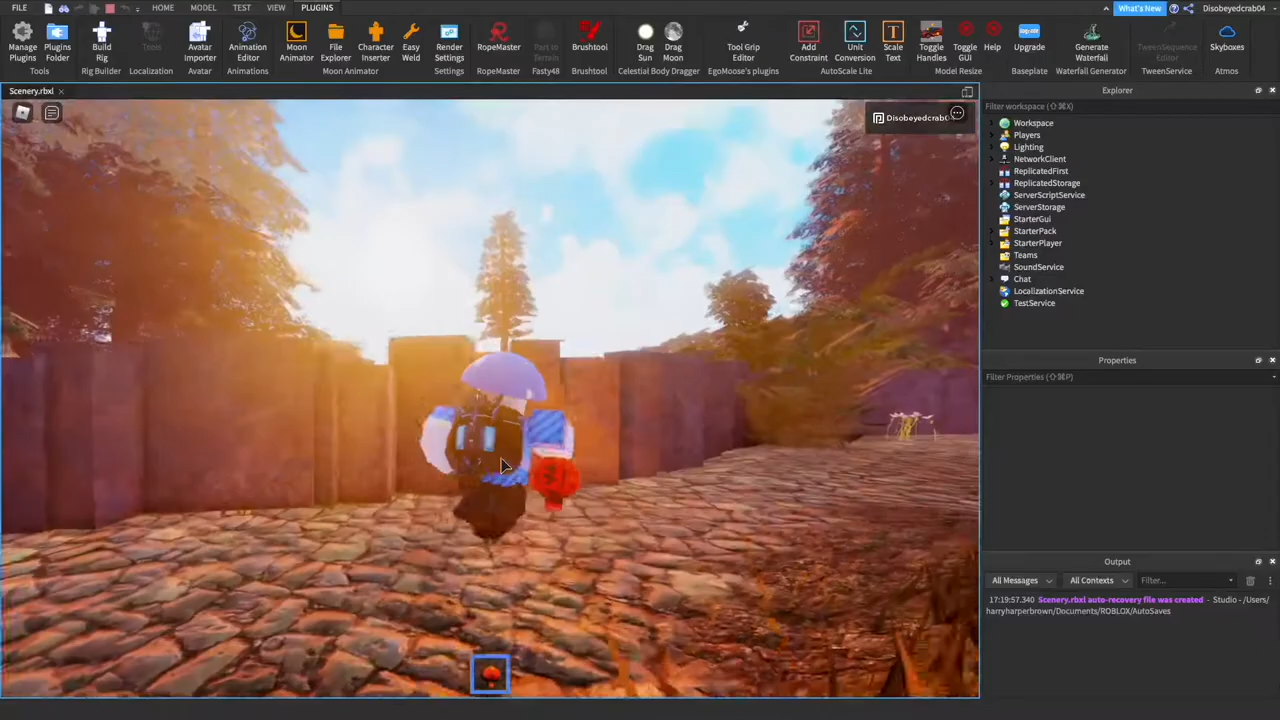 FILE
HOME
MODEL
TEST
VIEW
PLUGINS
What's New
Disobeyedcrab04
Manage
Plugins
Plugins
Folder
Build
Rig
Tools
Avatar
Importer
Animation
Editor
Moon
Animator
File
Explorer
Character
Inserter
Easy
Weld
Render
Settings
RopeMaster
Part to
Terrain
Brushtool
Drag
Sun
Drag
Moon
Tool Grip
Editor
Add
Constraint
Unit
Conversion
Scale
Text
Toggle
Handles
Toggle
GUI
Help
Upgrade
Generate
Waterfall
TweenSequence
Editor
Skyboxes
Tools
Rig Builder
Localization
Avatar
Animations
Moon Animator
Settings
RopeMaster
Fasty48
Brushtool
Celestial Body Dragger
EgoMoose's plugins
AutoScale Lite
Model Resize
Baseplate
Waterfall Generator
TweenService
Atmos
Scenery.rbxl
Disobeyedcrab0
Explorer
Filter workspace (⇧⌘X)
Workspace
Players
Lighting
NetworkClient
ReplicatedFirst
ReplicatedStorage
ServerScriptService
ServerStorage
StarterGui
StarterPack
StarterPlayer
Teams
SoundService
Chat
LocalizationService
TestService
Properties
Filter Properties (⇧⌘P)
Output
All Messages
All Contexts
Filter...
17:19:57.340 Scenery.rbxl auto-recovery file was created - Studio - /Users/
harryharperbrown/Documents/ROBLOX/AutoSaves